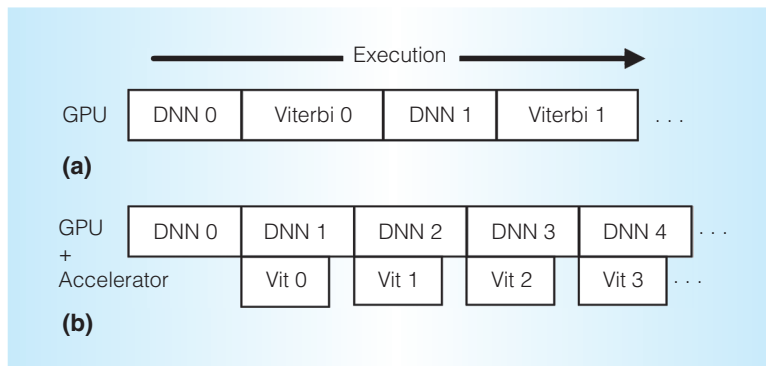 Execution
GPU DNN 0 Viterbi 0 DNN 1 Viterbi 1 . . .
(a)
GPU DNN 0 DNN 1 DNN 2 DNN 3 DNN 4 . . .
+
Accelerator Vit 0 Vit 1 Vit 2 Vit 3 . . .
(b)